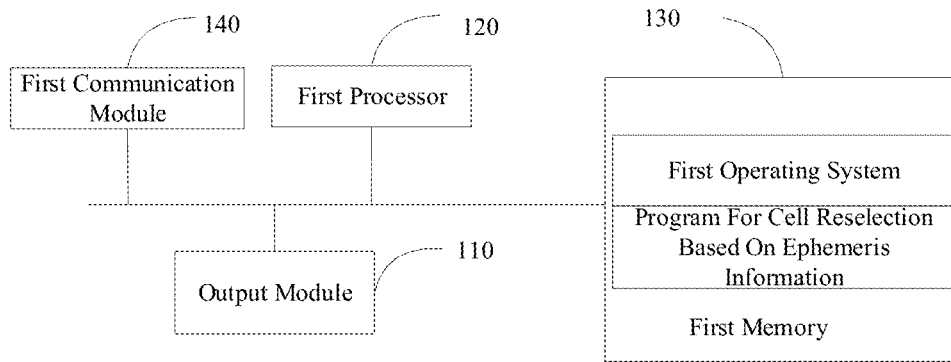 140
120
130
First Communication
Module
First Processor
First Operating System
Program For Cell Reselection
Based On Ephemeris
Information
110
Output Module
First Memory